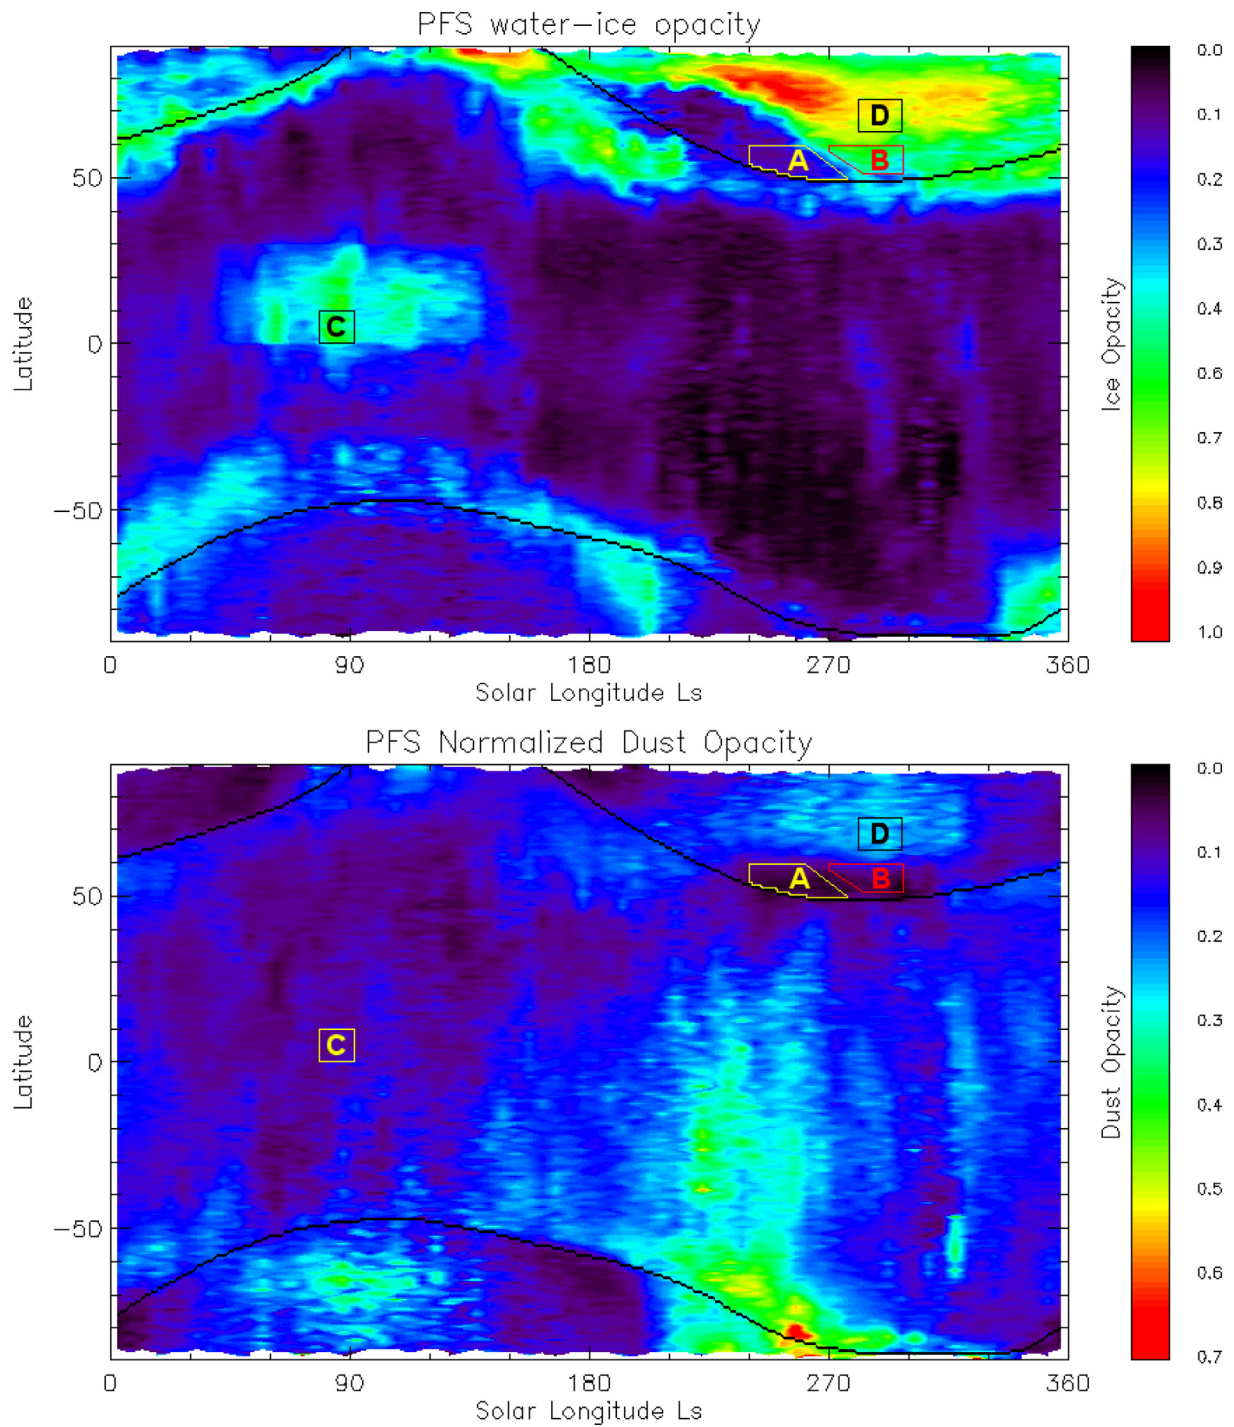 PFS water-ice opacity
0.0
0.1
0.2
0.3
0.4
0.5
0.6
0.7
0.8
0.9
1.0
Ice Opacity
50
0
-50
Latitude
A
B
C
D
0
90
180
270
360
Solar Longitude Ls
PFS Normalized Dust Opacity
0.0
0.1
0.2
0.3
0.4
0.5
0.6
0.7
Dust Opacity
50
0
-50
Latitude
A
B
C
D
0
90
180
270
360
Solar Longitude Ls